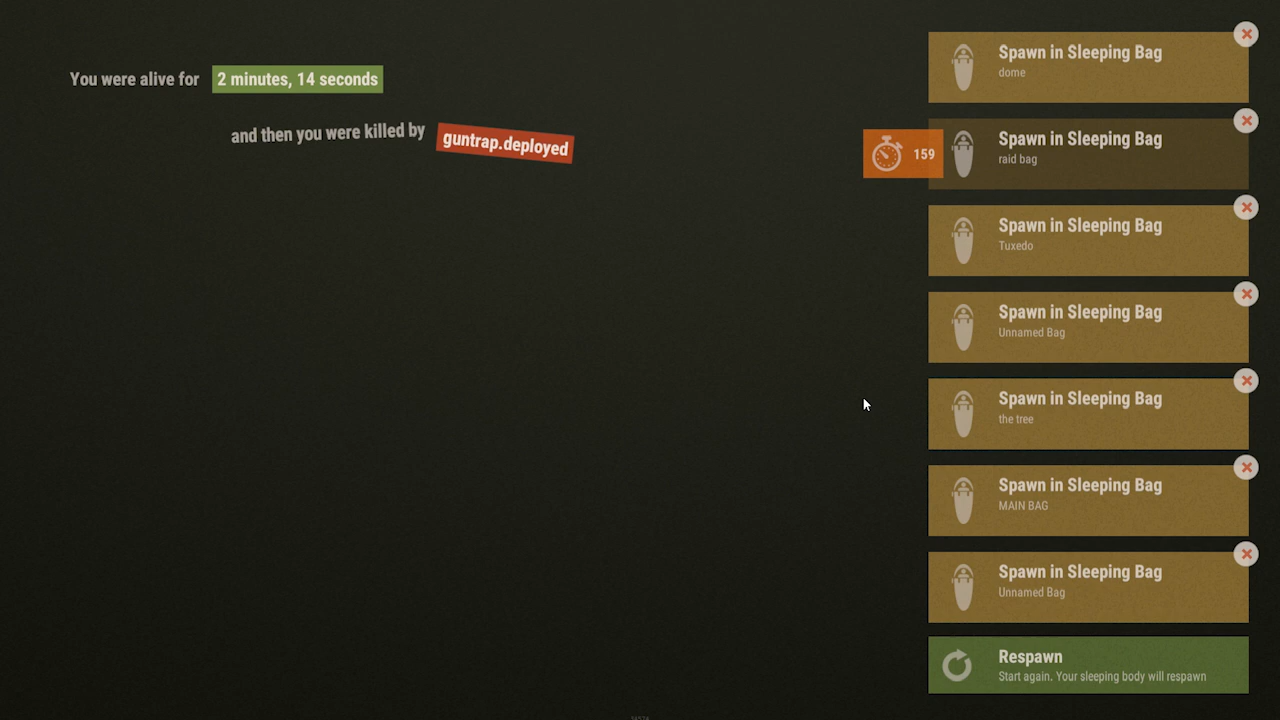 You were alive for 2 minutes, 14 seconds
and then you were killed by guntrap.deployed
Spawn in Sleeping Bag
dome
159
Spawn in Sleeping Bag
raid bag
Spawn in Sleeping Bag
Tuxedo
Spawn in Sleeping Bag
Unnamed Bag
Spawn in Sleeping Bag
the tree
Spawn in Sleeping Bag
MAIN BAG
Spawn in Sleeping Bag
Unnamed Bag
Respawn
Start again. Your sleeping body will respawn